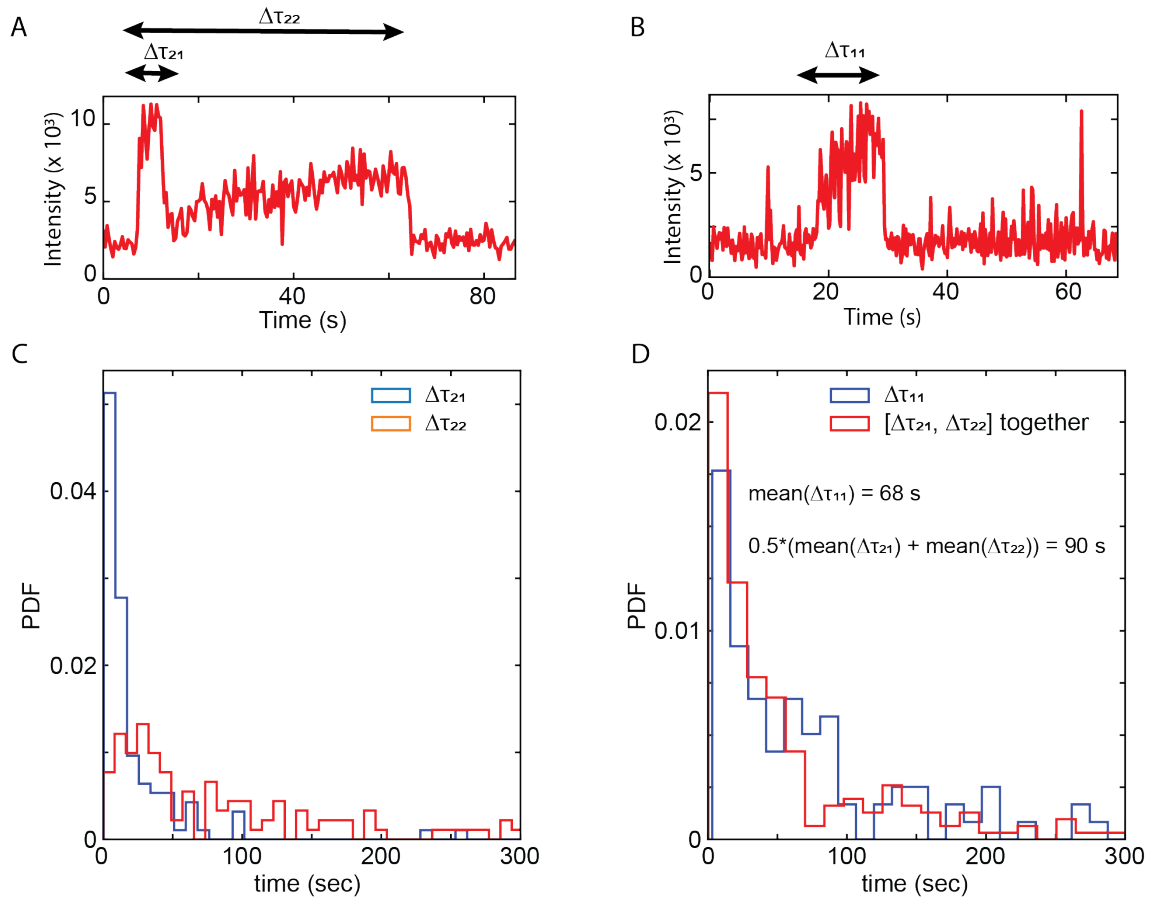 A
Δτ₂₂
Δτ₂₁
Intensity (x 10³)
10
5
0
0
40
80
Time (s)
B
Δτ₁₁
Intensity (x 10³)
5
0
0
20
40
60
Time (s)
C
Δτ₂₁
Δτ₂₂
PDF
0.04
0.02
0
0
100
200
300
time (sec)
D
Δτ₁₁
[Δτ₂₁, Δτ₂₂] together
mean(Δτ₁₁) = 68 s
0.5*(mean(Δτ₂₁) + mean(Δτ₂₂)) = 90 s
PDF
0.02
0.01
0
0
100
200
300
time (sec)